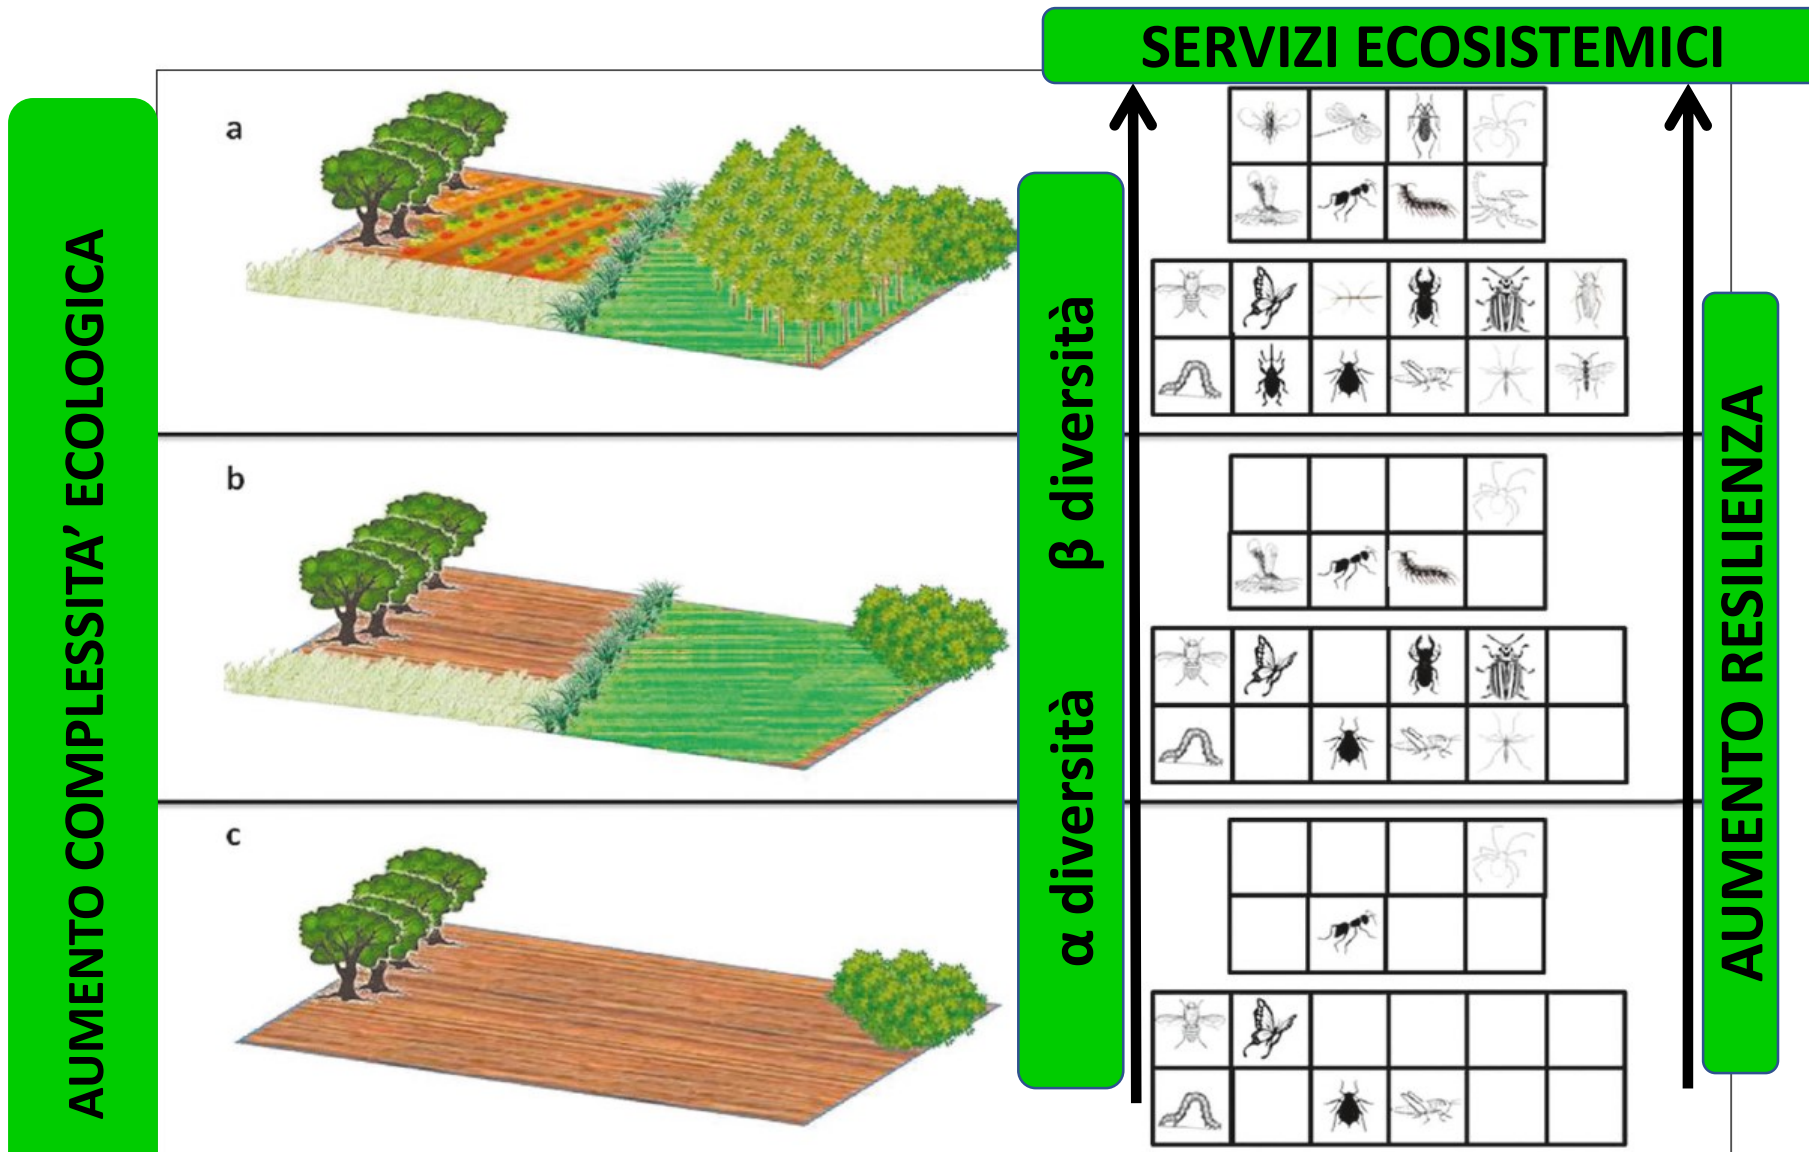 SERVIZI ECOSISTEMICI
AUMENTO COMPLESSITA’ ECOLOGICA
a
b
c
α diversità
β diversità
AUMENTO RESILIENZA